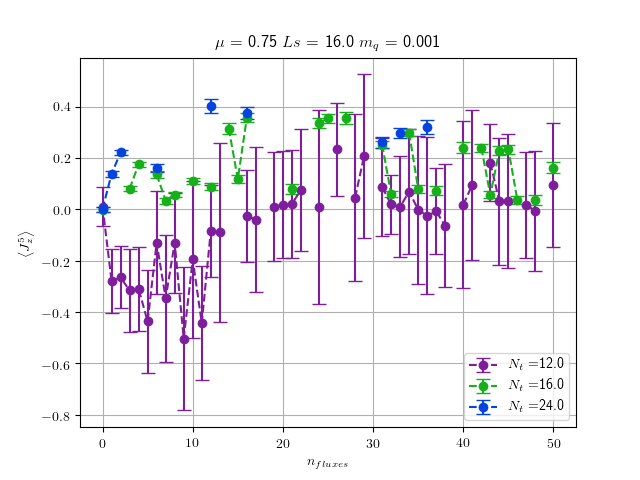 μ = 0.75 Ls = 16.0 m_q = 0.001
0.4
0.2
0.0
−0.2
−0.4
−0.6
−0.8
⟨J_z^5⟩
0 10 20 30 40 50
n_{fluxes}
N_t =12.0
N_t =16.0
N_t =24.0